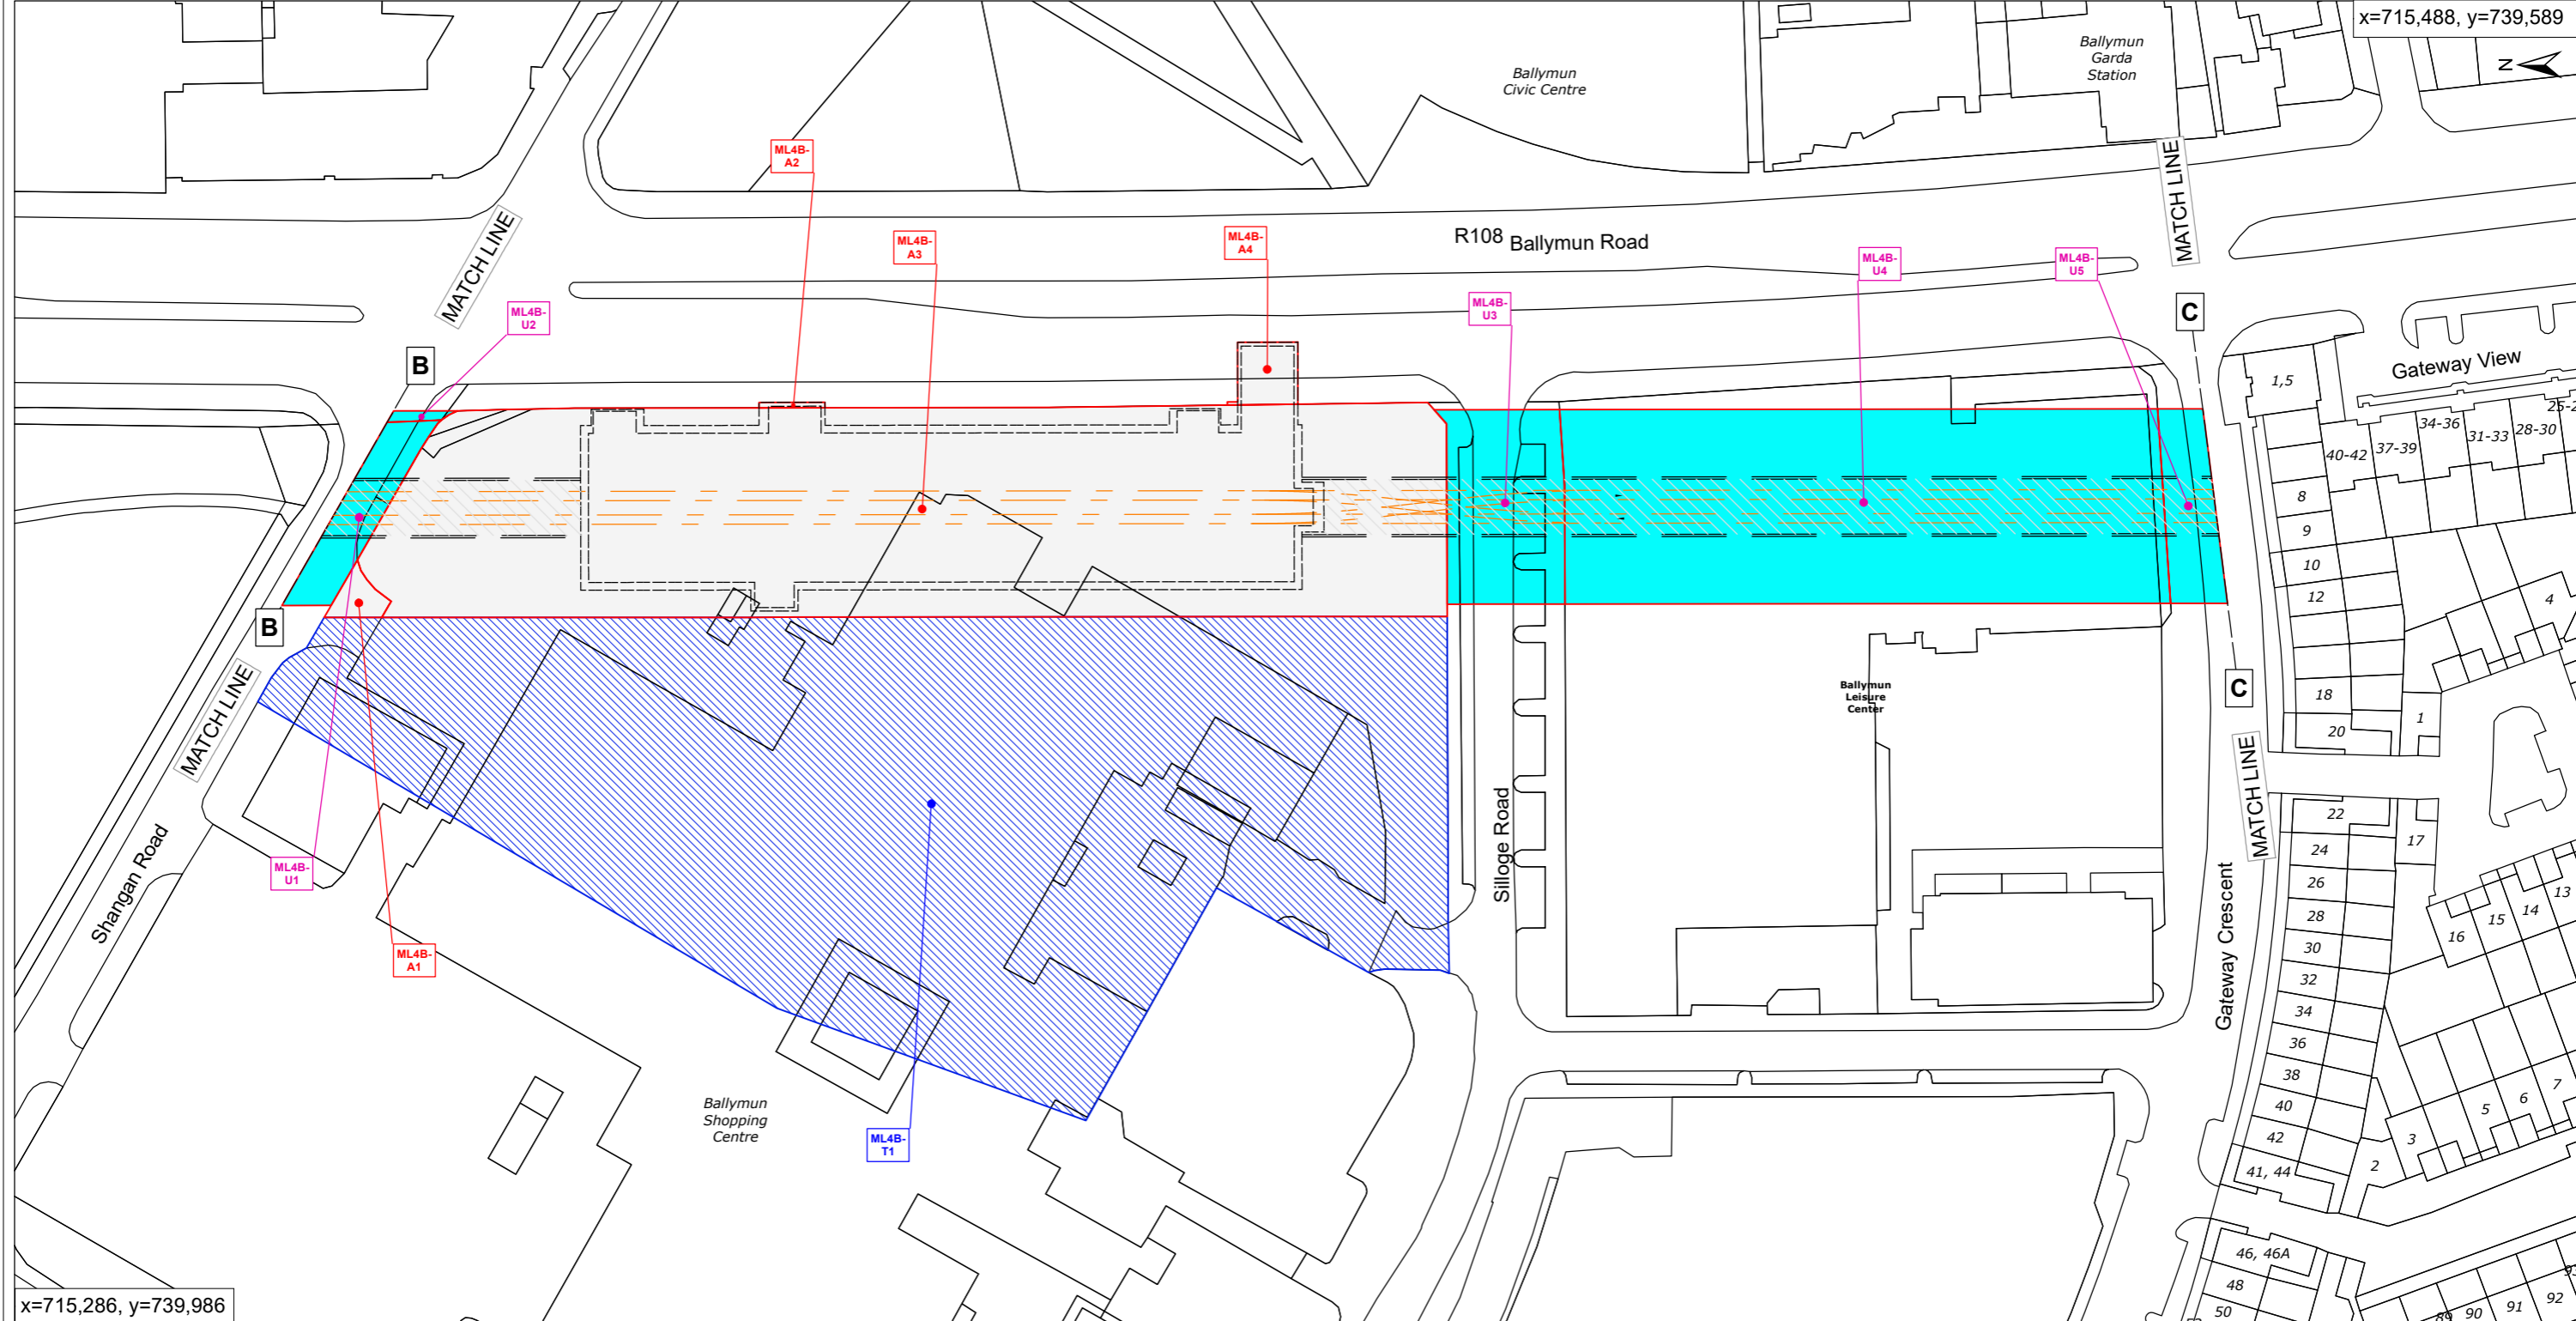 x=715,488, y=739,589
N
Ballymun
Civic Centre
Ballymun
Garda
Station
ML4B-
A2
MATCH LINE
MATCH LINE
R108 Ballymun Road
ML4B-
A3
ML4B-
A4
ML4B-
U4
ML4B-
U5
ML4B-
U2
ML4B-
U3
C
B
Gateway View
1,5
25-2
28-30
31-33
34-36
37-39
40-42
8
9
10
12
4
B
18
20
1
C
MATCH LINE
Ballymun
Leisure
Center
MATCH LINE
Silloge Road
Shangan Road
ML4B-
U1
ML4B-
A1
ML4B-
T1
Ballymun
Shopping
Centre
Gateway Crescent
22
17
24
26
28
30
32
34
36
38
40
42
41, 44
13
14
15
16
7
6
5
3
2
46, 46A
48
50
89
90
91
92
x=715,286, y=739,986